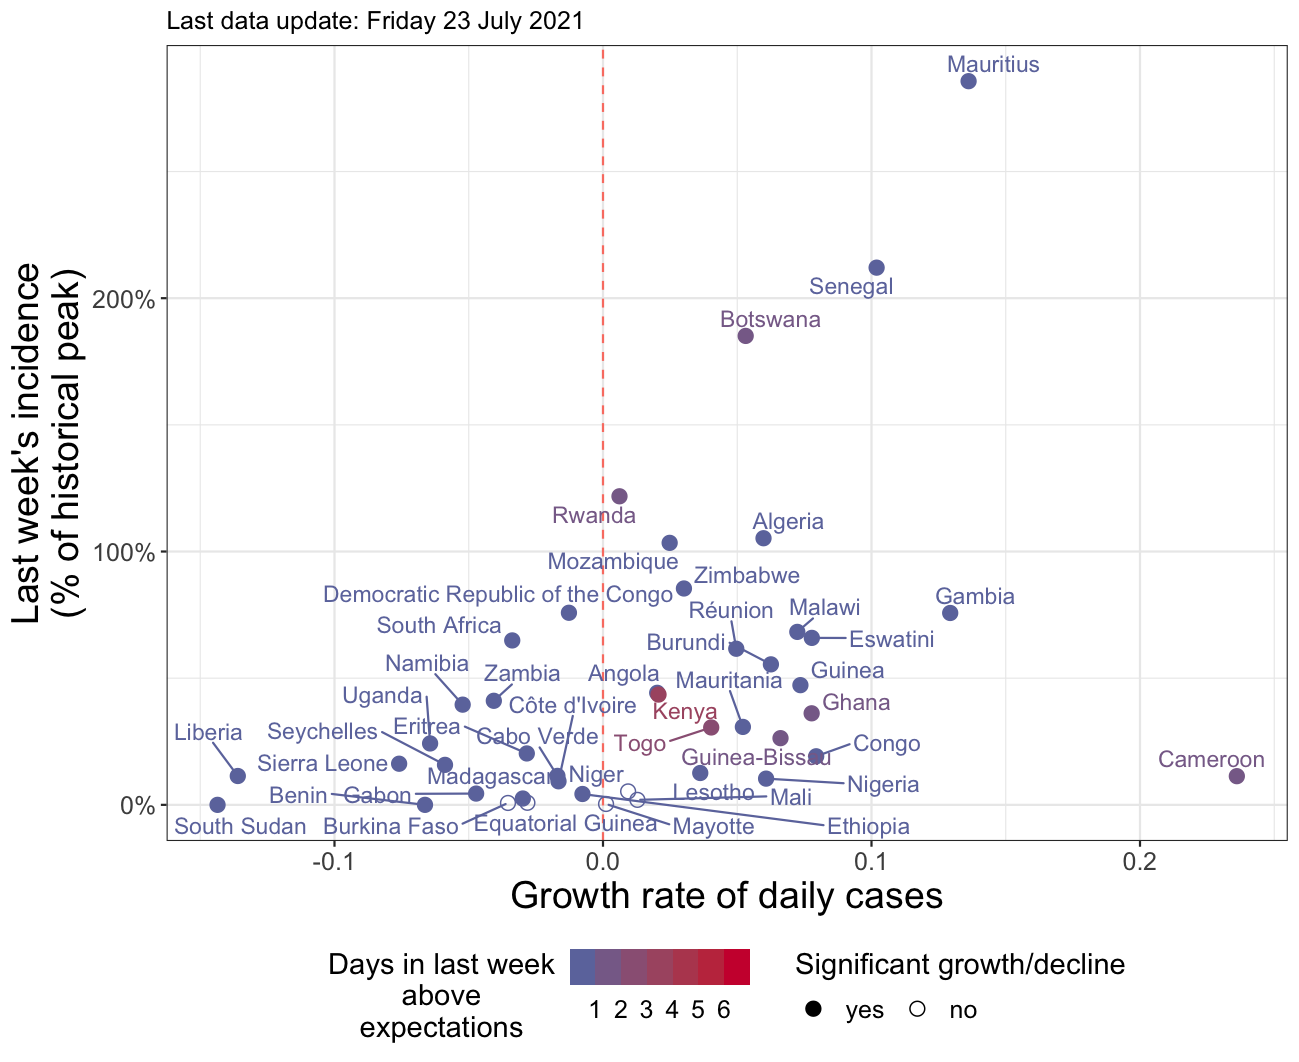 Last data update: Friday 23 July 2021
Last week's incidence
(% of historical peak)
200%
100%
0%
Mauritius
Senegal
Botswana
Rwanda
Algeria
Mozambique
Zimbabwe
Democratic Republic of the Congo
Gambia
Réunion
Malawi
South Africa
Burundi
Eswatini
Namibia
Zambia
Angola
Mauritania
Guinea
Uganda
Côte d'Ivoire
Kenya
Ghana
Liberia
Seychelles
Eritrea
Cabo Verde
Togo
Congo
Sierra Leone
Guinea-Bissau
Cameroon
Madagascar
Niger
Benin
Gabon
Lesotho
Mali
Nigeria
South Sudan
Burkina Faso
Equatorial Guinea
Mayotte
Ethiopia
-0.1
0.0
0.1
0.2
Growth rate of daily cases
Days in last week
above
expectations
1 2 3 4 5 6
Significant growth/decline
yes
no